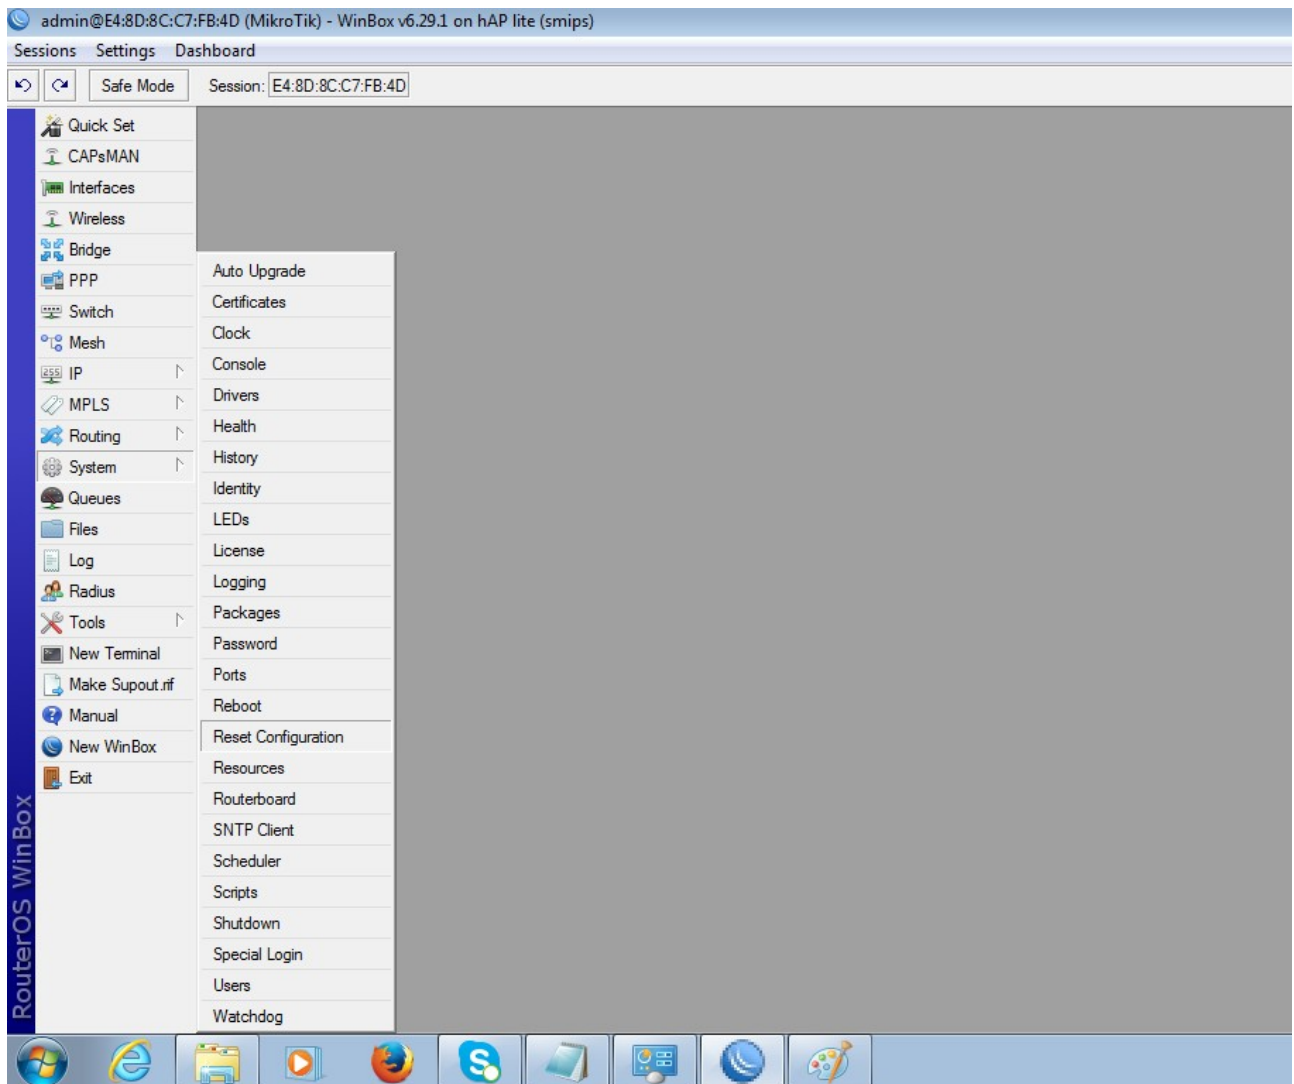 admin@E4:8D:8C:C7:FB:4D (MikroTik) - WinBox v6.29.1 on hAP lite (smips)
Sessions Settings Dashboard
Safe Mode Session: E4:8D:8C:C7:FB:4D
Quick Set
CAPsMAN
Interfaces
Wireless
Bridge
PPP
Switch
Mesh
255 IP
MPLS
Routing
System
Queues
Files
Log
Radius
Tools
New Terminal
Make Supout.rif
Manual
New WinBox
Exit
Auto Upgrade
Certificates
Clock
Console
Drivers
Health
History
Identity
LEDs
License
Logging
Packages
Password
Ports
Reboot
Reset Configuration
Resources
Routerboard
SNTP Client
Scheduler
Scripts
Shutdown
Special Login
Users
Watchdog
RouterOS WinBox